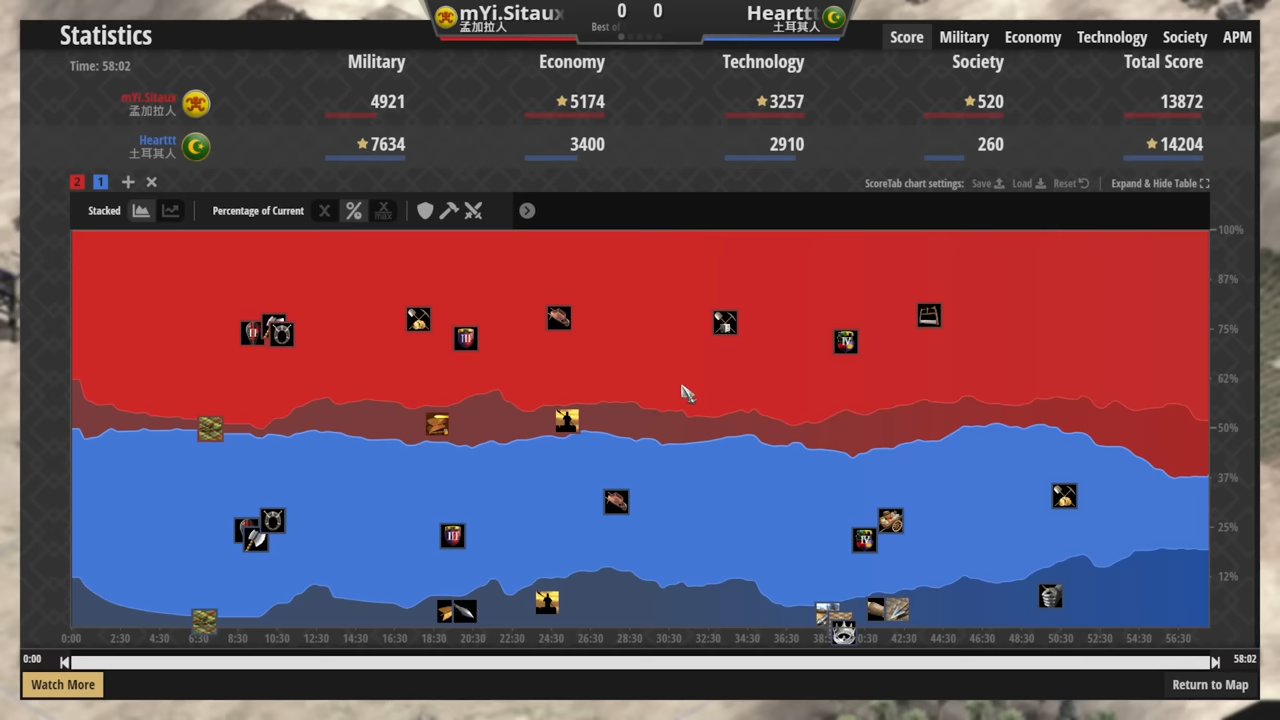 mYi.Sitaux
孟加拉人
0 0
Best of
Hearttt
土耳其人
Statistics
Score Military Economy Technology Society APM
Time: 58:02
Military Economy Technology Society Total Score
mYi.Sitaux
孟加拉人
4921 5174 3257 520 13872
Hearttt
土耳其人
7634 3400 2910 260 14204
2 1
ScoreTab chart settings: Save Load Reset Expand & Hide Table
Stacked Percentage of Current X % X max
100%
87%
75%
62%
50%
37%
25%
12%
0:00 2:30 4:30 6:30 8:30 10:30 12:30 14:30 16:30 18:30 20:30 22:30 24:30 26:30 28:30 30:30 32:30 34:30 36:30 42:30 44:30 46:30 48:30 50:30 52:30 54:30 56:30
0:00 58:02
Watch More Return to Map